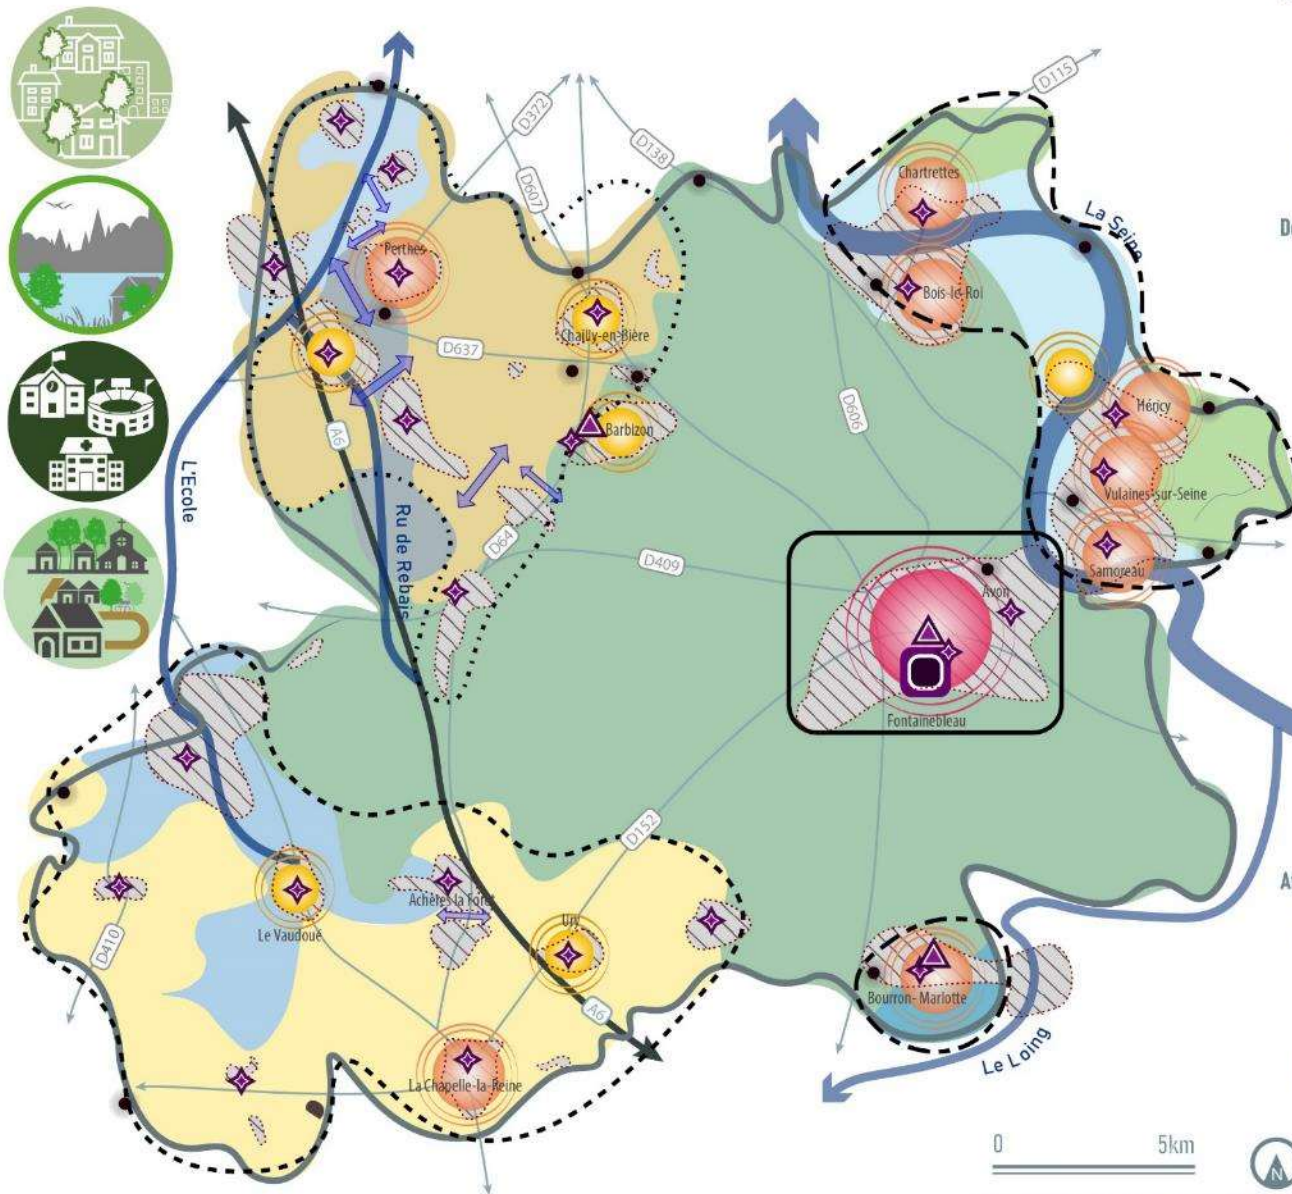 D115
D372
D138
Chartrettes
D607
La Seine
Perthes
Bois-le-Roi
Chailly-en-Bière
D637
D606
Héricy
A6
Barbizon
L'Ecole
Vulaines-sur-Seine
Ru de Rebais
D64
D409
Samoreau
Avon
Fontainebleau
D152
Achères la Forêt
Ury
Le Vaudoué
D410
Bourron-Marlotte
A6
Le Loing
La Chapelle-la-Reine
0 5km
N